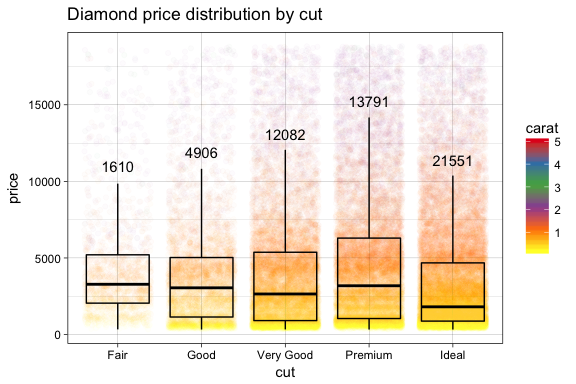 Diamond price distribution by cut
price
15000
10000
5000
0
1610
4906
12082
13791
21551
Fair
Good
Very Good
Premium
Ideal
cut
carat
5
4
3
2
1